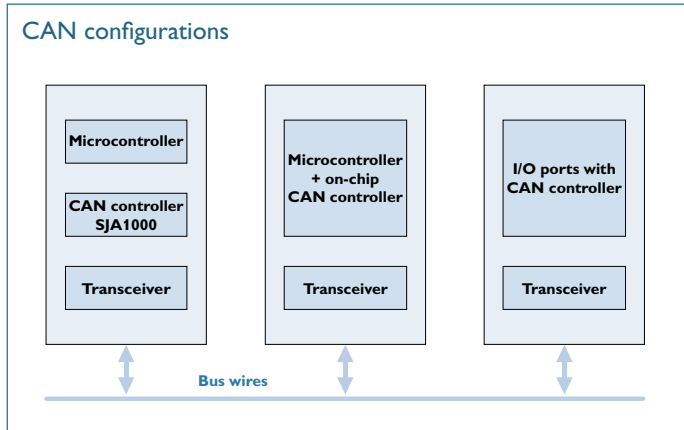 CAN configurations
Microcontroller
CAN controller
SJA1000
Transceiver
Microcontroller
+ on-chip
CAN controller
Transceiver
I/O ports with
CAN controller
Transceiver
Bus wires